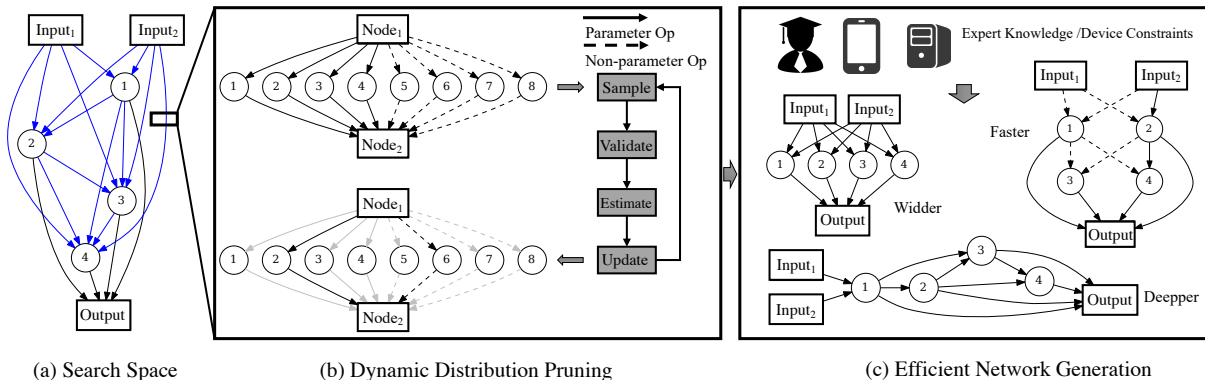 Input1 Input2
1
2
3
4
Output
(a) Search Space
Node1
Parameter Op
Non-parameter Op
1 2 3 4 5 6 7 8
Node2
Sample
Validate
Estimate
Update
Node1
1 2 3 4 5 6 7 8
Node2
(b) Dynamic Distribution Pruning
Expert Knowledge /Device Constraints
Input1 Input2
1 2 3 4
Output
Widder
Input1 Input2
Faster
1 2
3 4
Output
Input1
Input2
1 2 3 4
Output
Deepper
(c) Efficient Network Generation